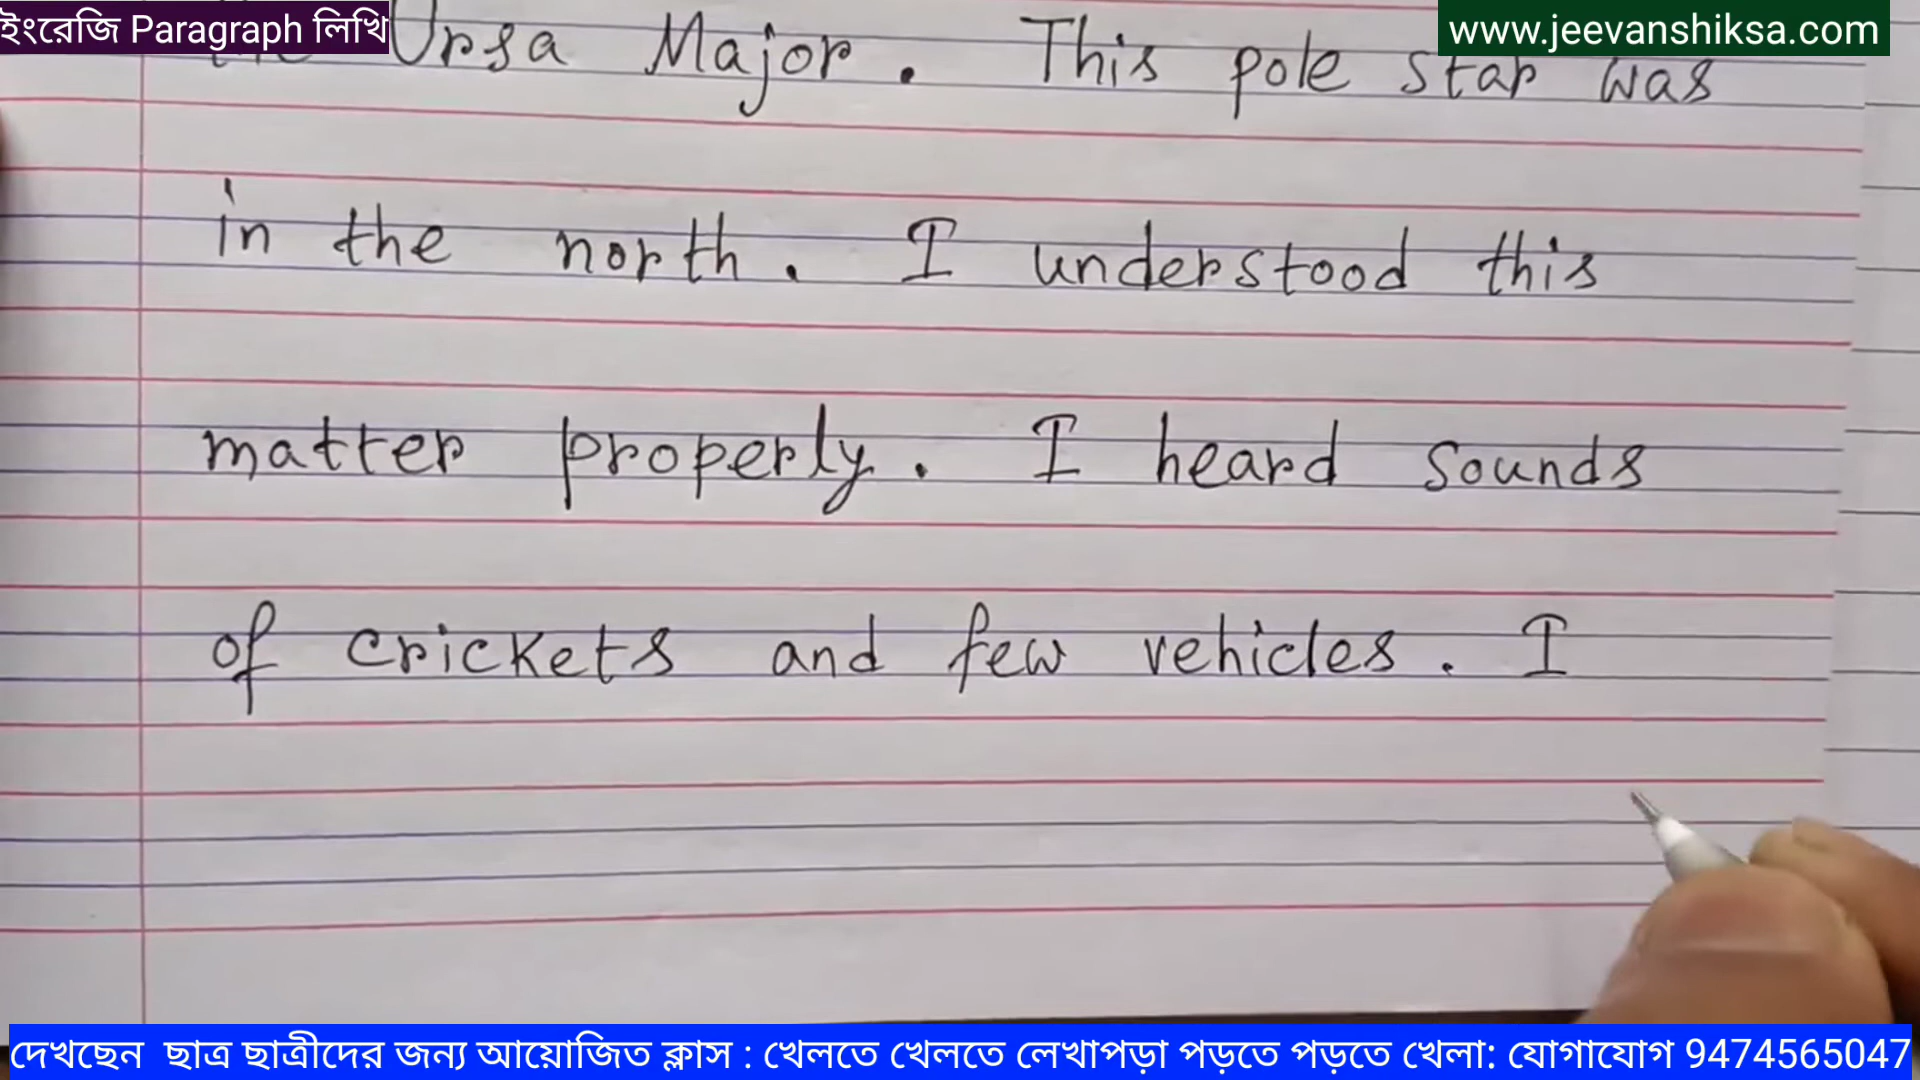 ইংরেজি Paragraph লিখি
www.jeevanshiksa.com
the Ursa Major. This pole star was
in the north. I understood this
matter properly. I heard sounds
of crickets and few vehicles. I
দেখছেন ছাত্র ছাত্রীদের জন্য আয়োজিত ক্লাস : খেলতে খেলতে লেখাপড়া পড়তে পড়তে খেলা: যোগাযোগ 9474565047